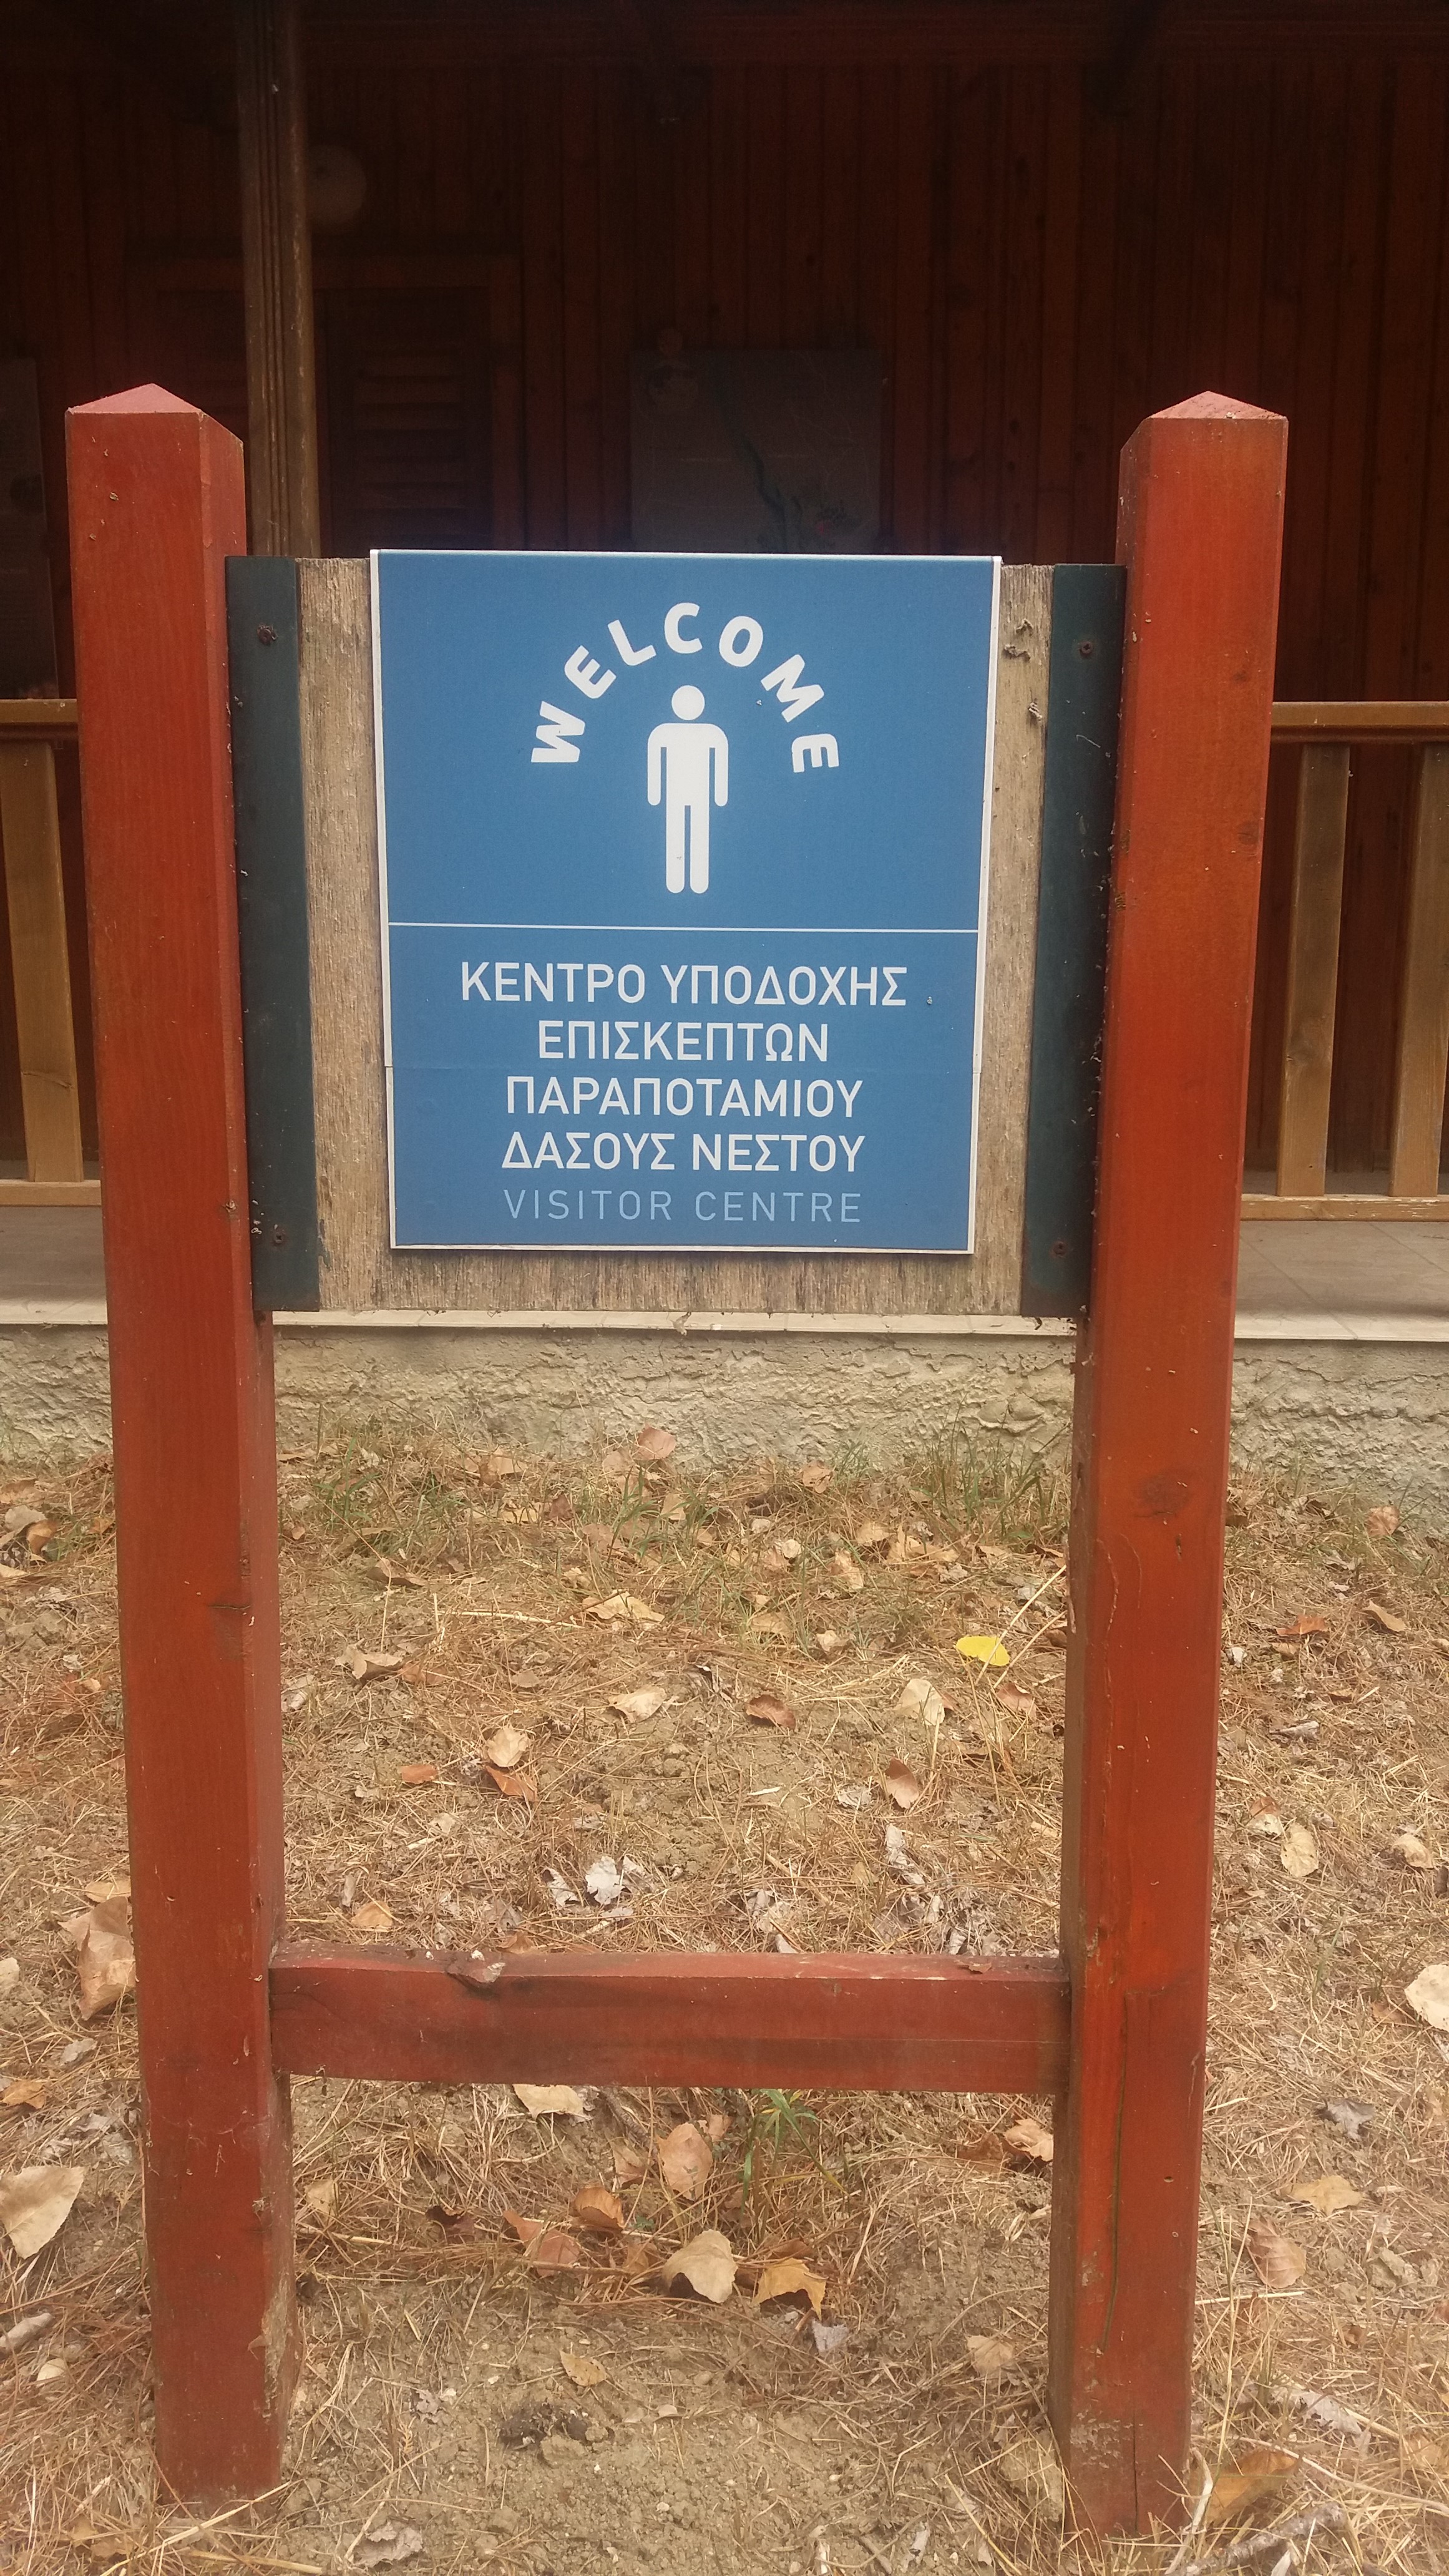 WELCOME
ΚΕΝΤΡΟ ΥΠΟΔΟΧΗΣ
ΕΠΙΣΚΕΠΤΩΝ
ΠΑΡΑΠΟΤΑΜΙΟΥ
ΔΑΣΟΥΣ ΝΕΣΤΟΥ
VISITOR CENTRE